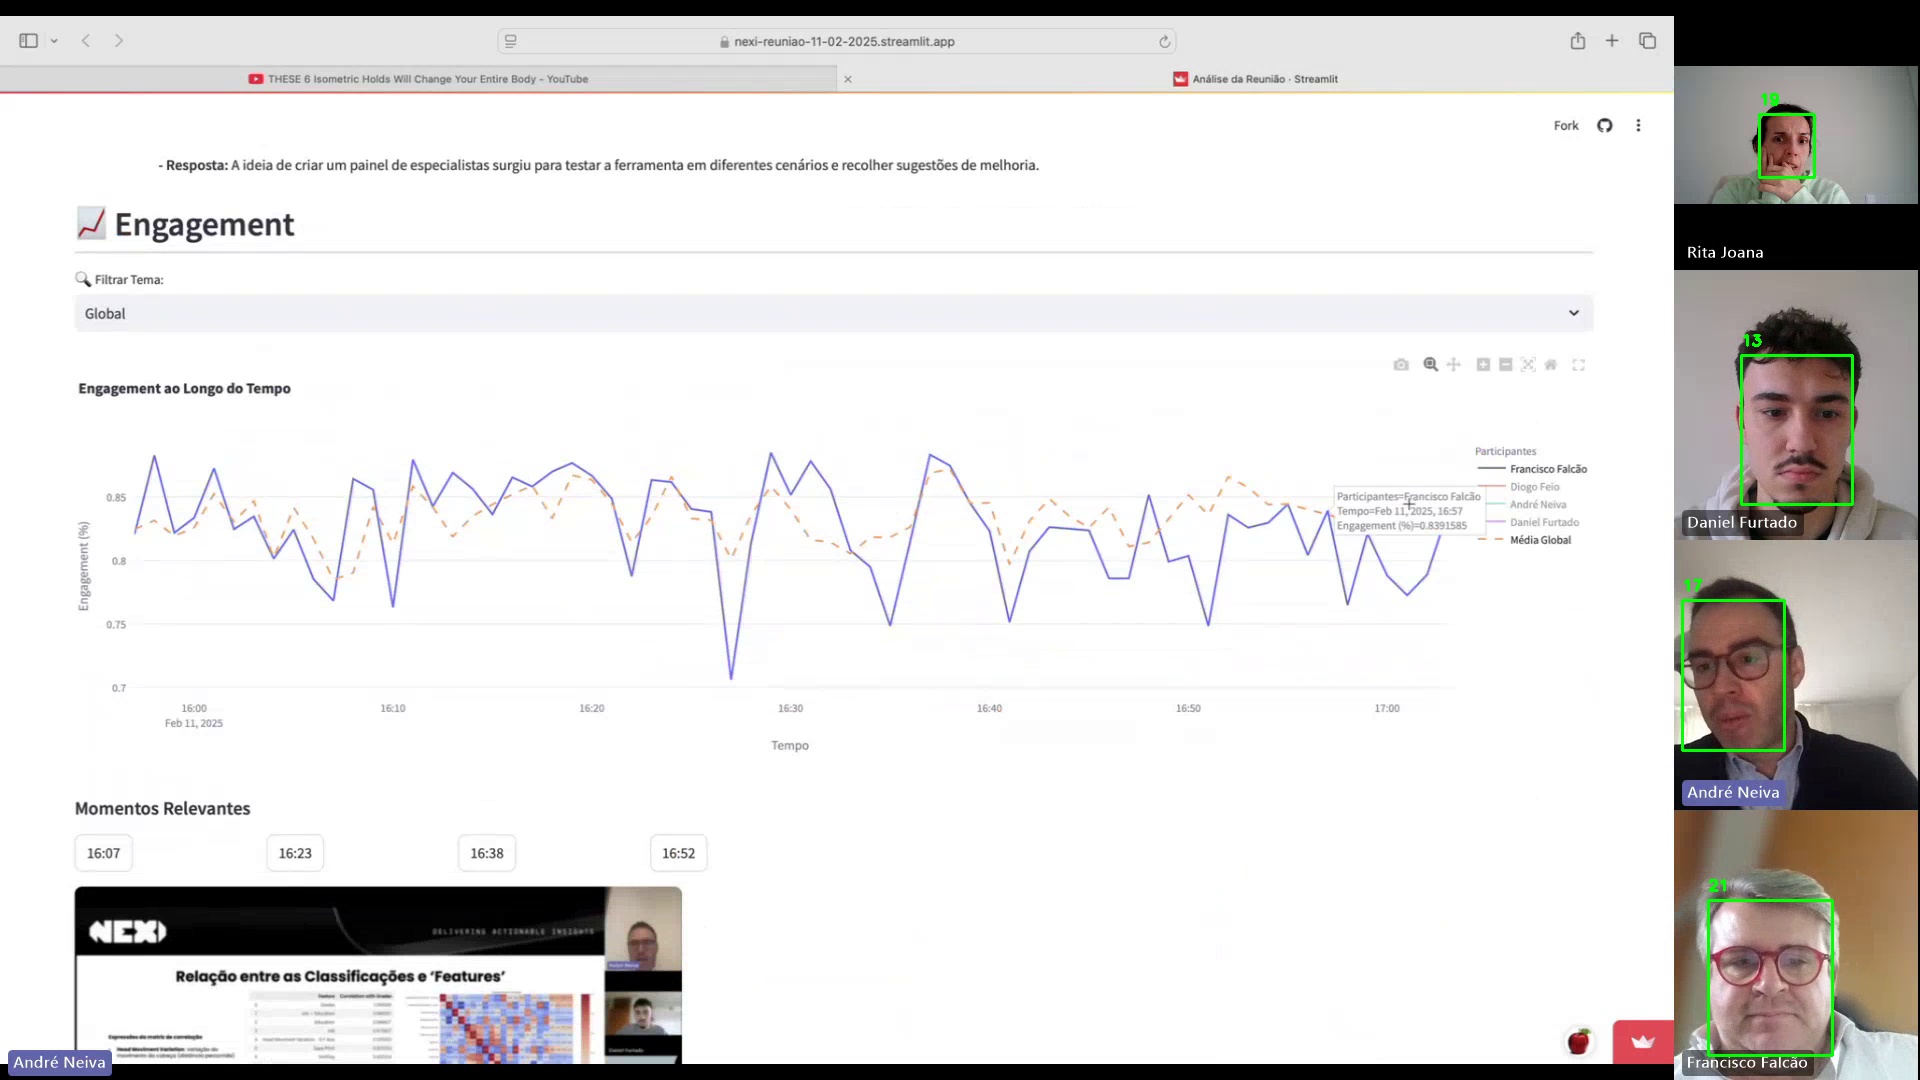 nexi-reuniao-11-02-2025.streamlit.app
THESE 6 Isometric Holds Will Change Your Entire Body - YouTube
Análise da Reunião · Streamlit
Fork
- Resposta: A ideia de criar um painel de especialistas surgiu para testar a ferramenta em diferentes cenários e recolher sugestões de melhoria.
Engagement
Filtrar Tema:
Global
Engagement ao Longo do Tempo
Engagement (%)
0.85
0.8
0.75
0.7
16:00
Feb 11, 2025
16:10
16:20
16:30
16:40
16:50
17:00
Tempo
Participantes
Francisco Falcão
Diogo Feio
André Neiva
Daniel Furtado
Média Global
Participantes=Francisco Falcão
Tempo=Feb 11, 2025, 16:57
Engagement (%)=0.8391585
Momentos Relevantes
16:07
16:23
16:38
16:52
NEXI
DELIVERING ACTIONABLE INSIGHTS
Relação entre as Classificações e 'Features'
André Neiva
19
Rita Joana
13
Daniel Furtado
17
André Neiva
21
Francisco Falcão